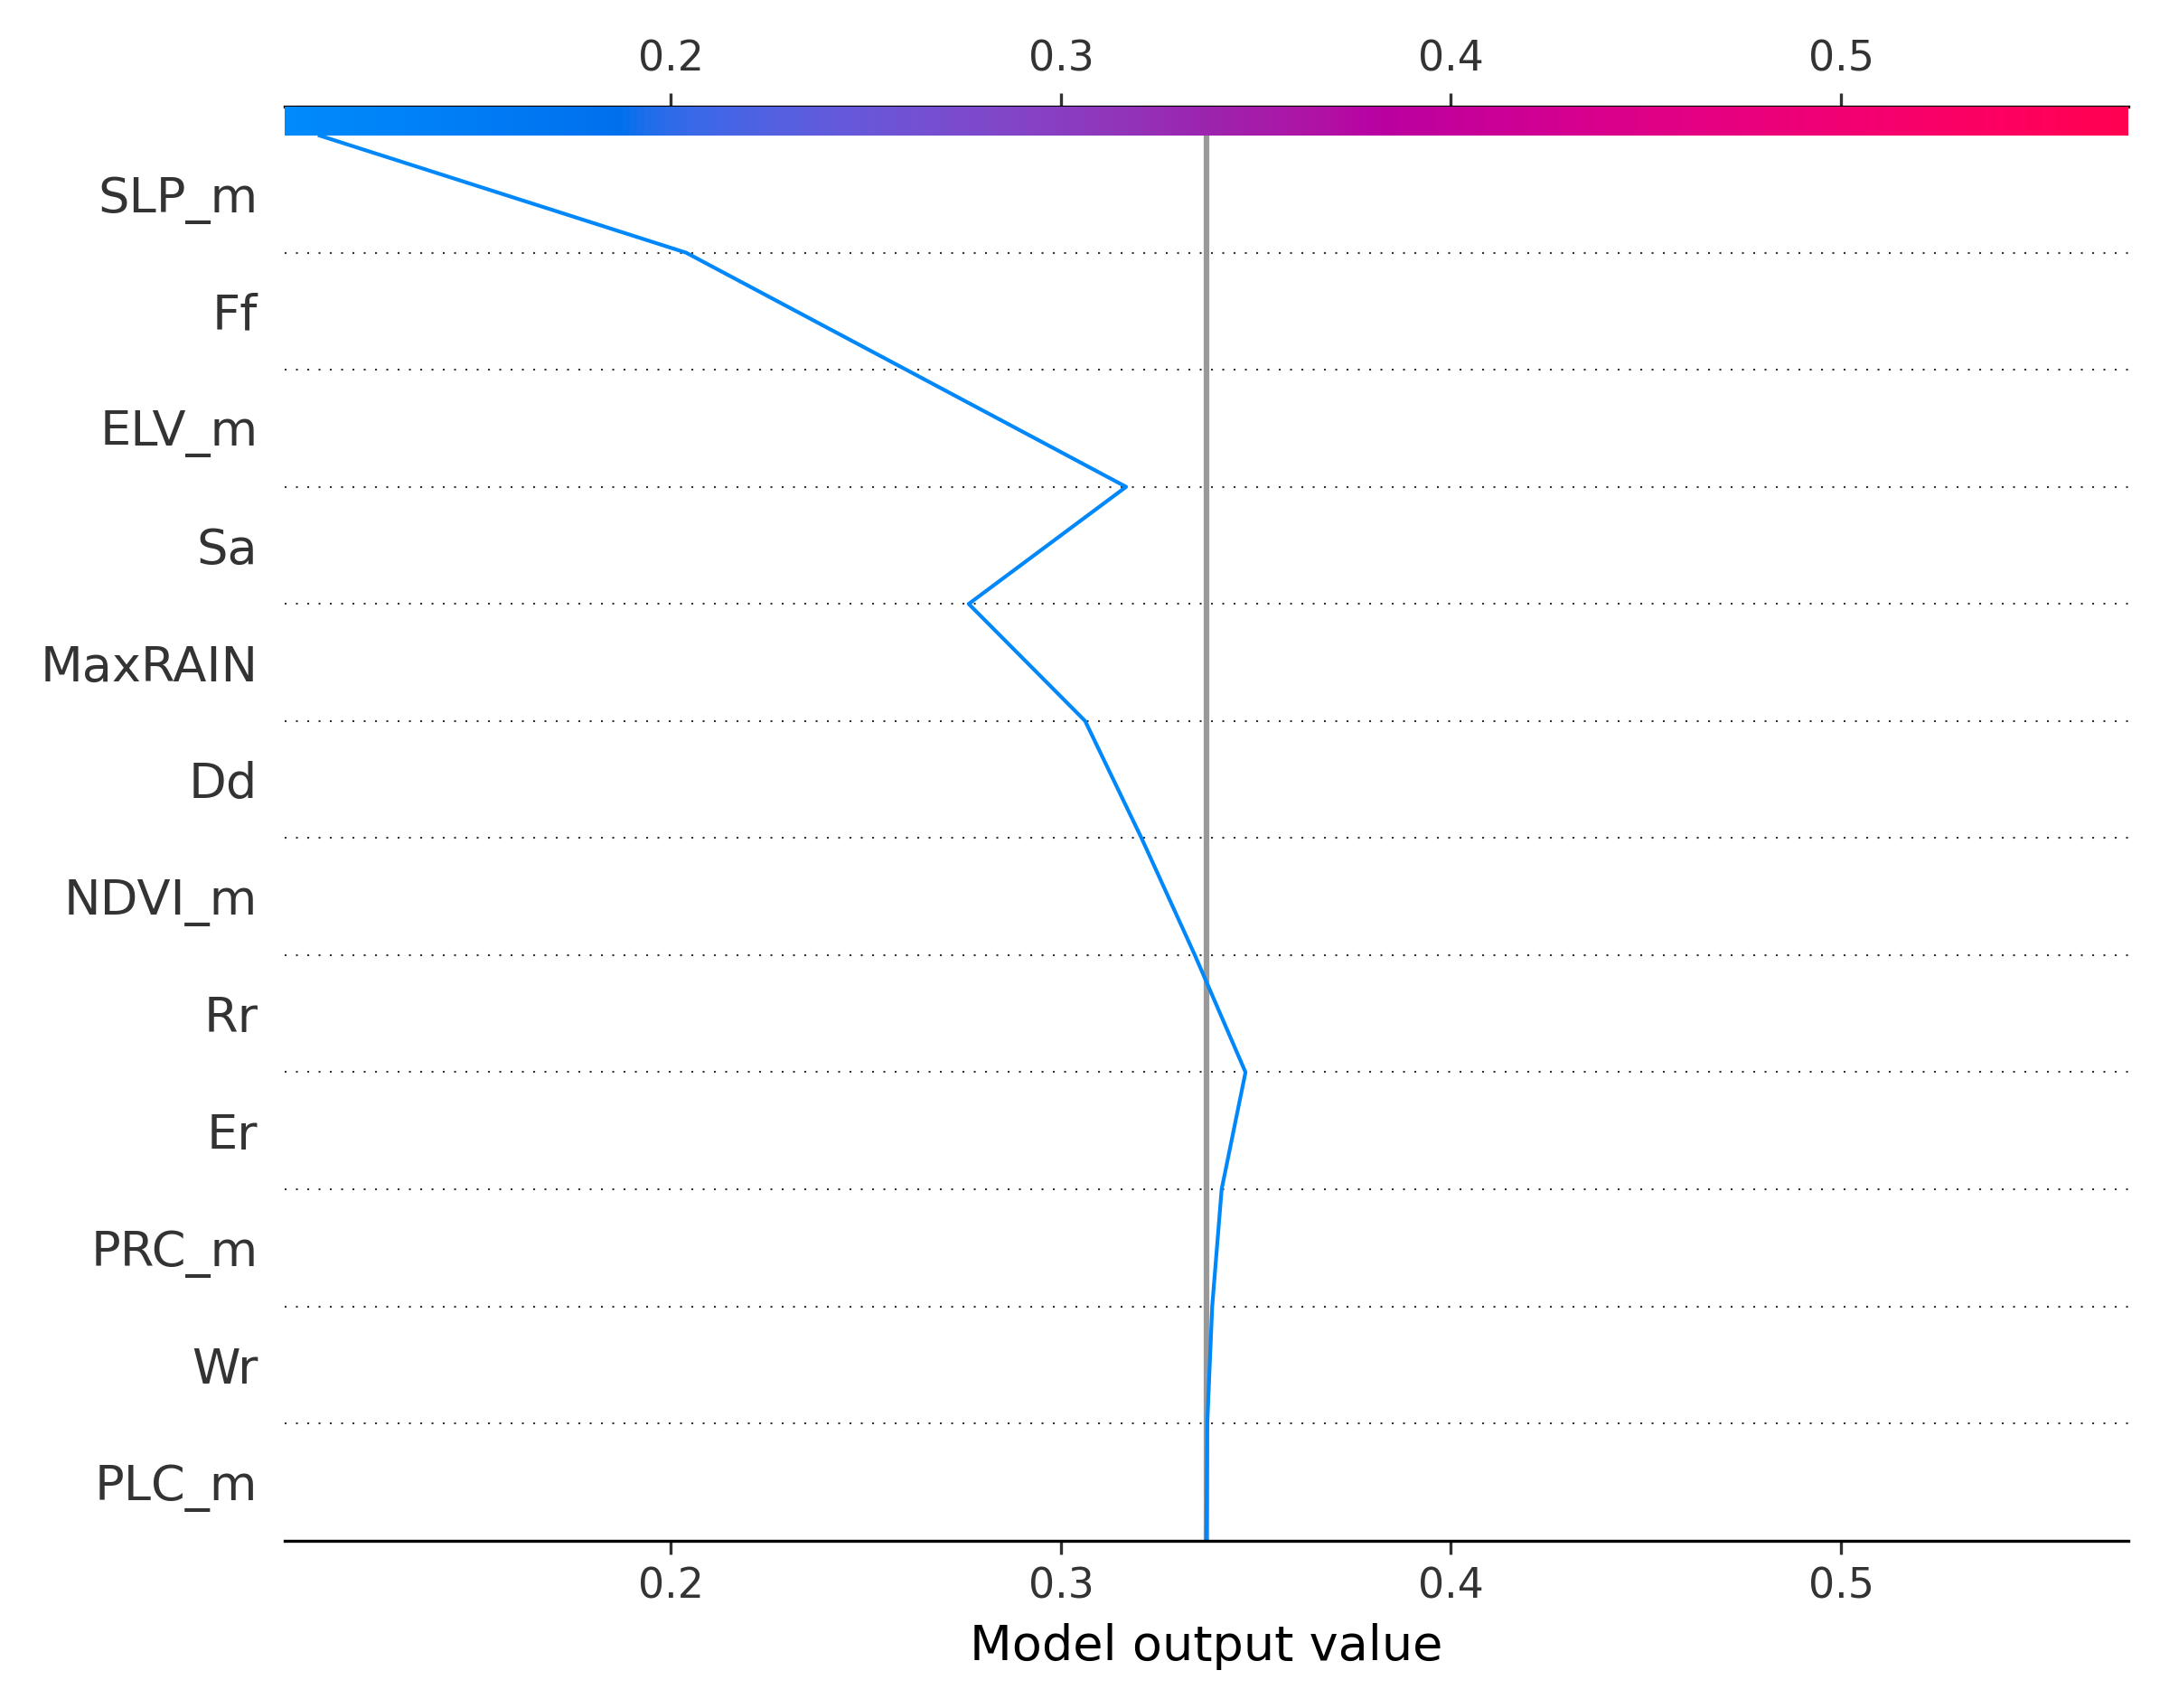 0.2 0.3 0.4 0.5
SLP_m
Ff
ELV_m
Sa
MaxRAIN
Dd
NDVI_m
Rr
Er
PRC_m
Wr
PLC_m
0.2 0.3 0.4 0.5
Model output value